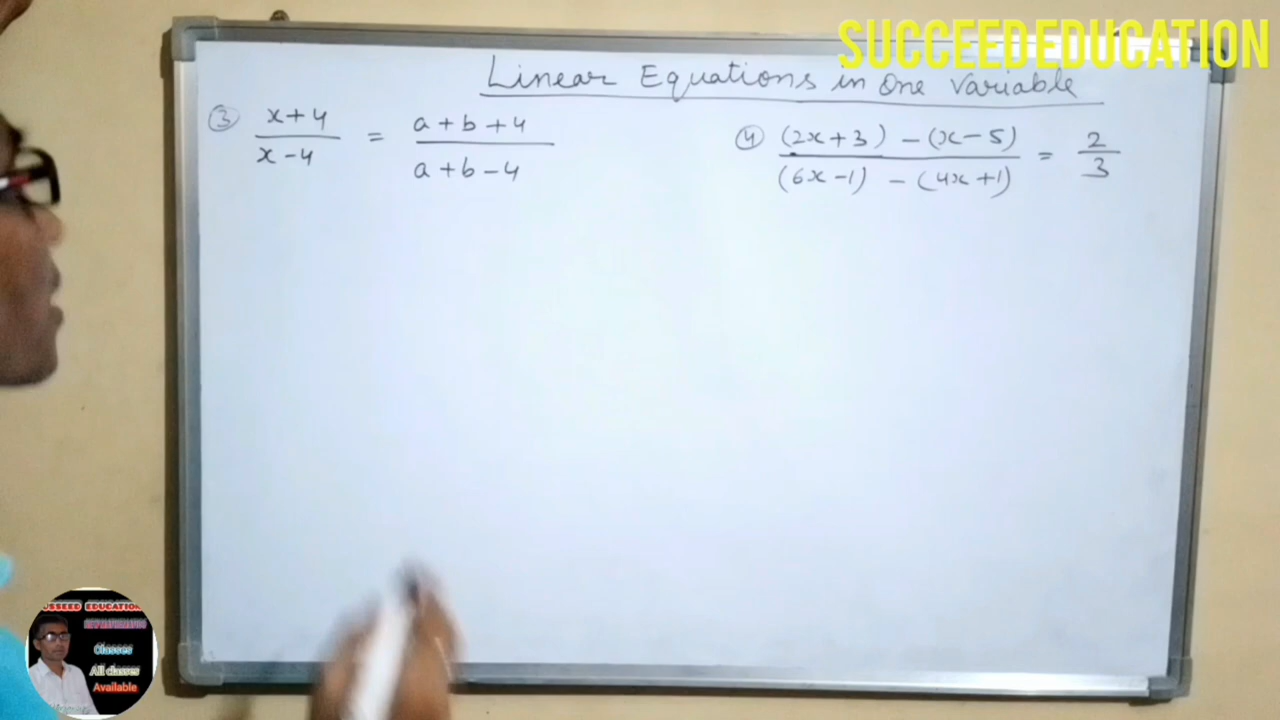 SUCCEED EDUCATION
Linear Equations in One Variable
③ x+4 / x-4 = a+b+4 / a+b-4
④ (2x+3) - (x-5) / (6x-1) - (4x+1) = 2/3
EDUCATION
Classes
All classes
Available